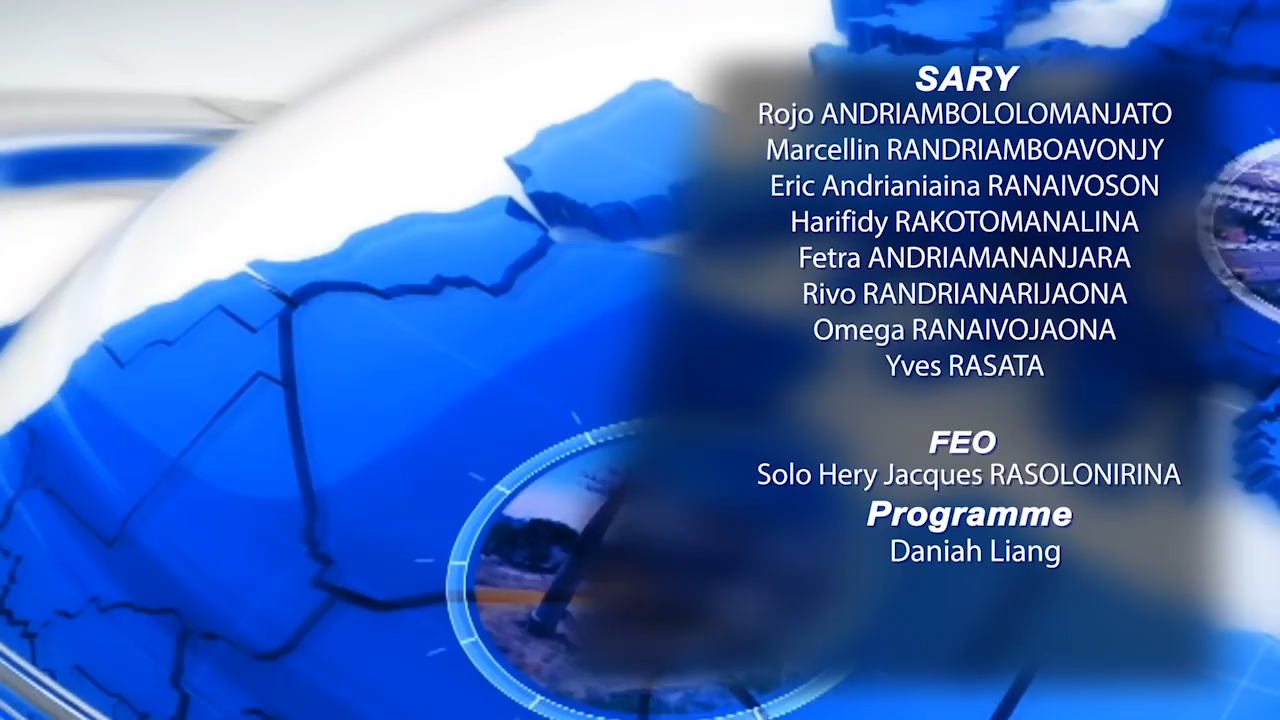 SARY
Rojo ANDRIAMBOLOLOMANJATO
Marcellin RANDRIAMBOAVONJY
Eric Andrianiaina RANAIVOSON
Harifidy RAKOTOMANALINA
Fetra ANDRIAMANANJARA
Rivo RANDRIANARIJAONA
Omega RANAIVOJAONA
Yves RASATA
FEO
Solo Hery Jacques RASOLONIRINA
Programme
Daniah Liang